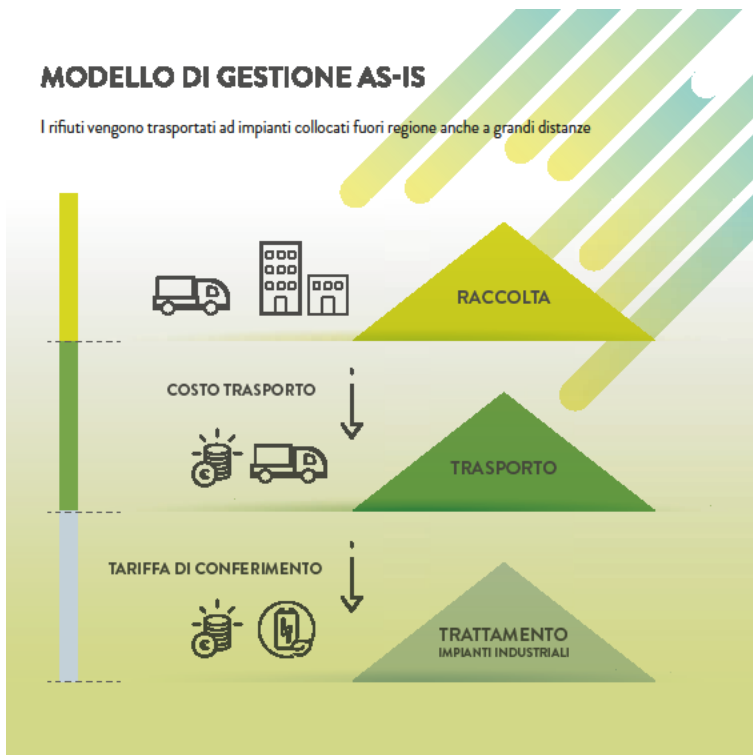 MODELLO DI GESTIONE AS-IS
I rifiuti vengono trasportati ad impianti collocati fuori regione anche a grandi distanze
RACCOLTA
COSTO TRASPORTO
TRASPORTO
TARIFFA DI CONFERIMENTO
TRATTAMENTO
IMPIANTI INDUSTRIALI